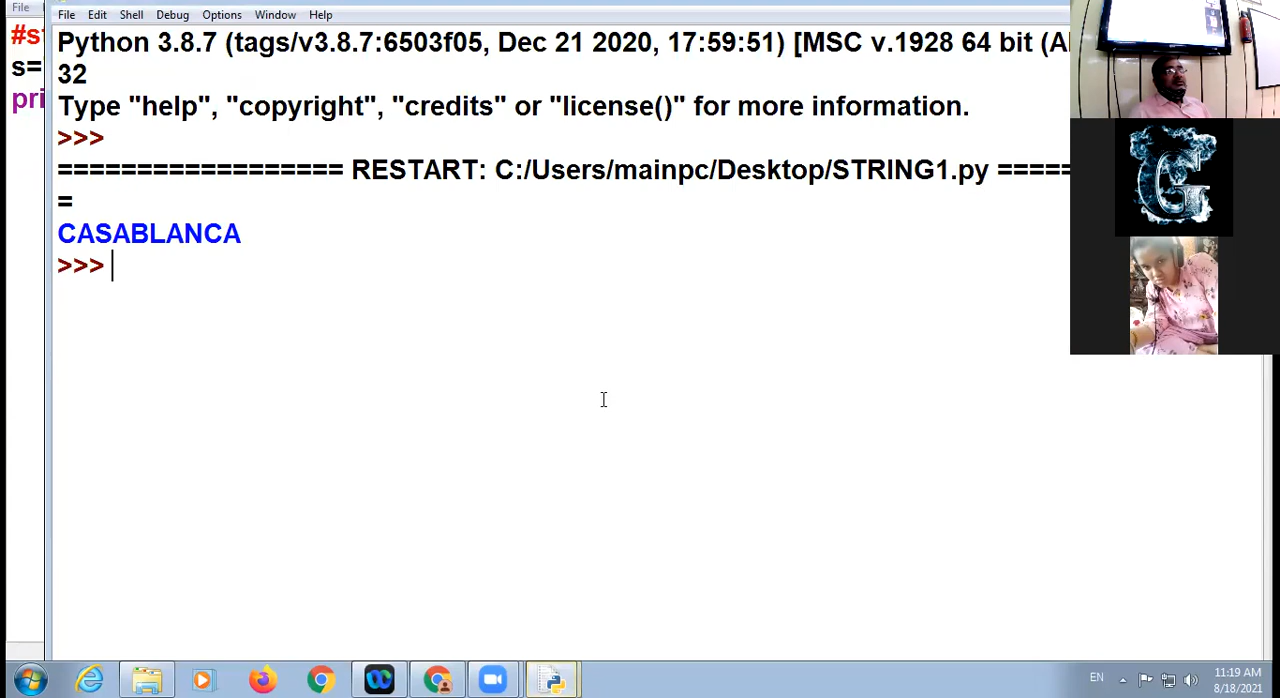 File
File Edit Shell Debug Options Window Help
#s
s=
pri
Python 3.8.7 (tags/v3.8.7:6503f05, Dec 21 2020, 17:59:51) [MSC v.1928 64 bit (A
32
Type "help", "copyright", "credits" or "license()" for more information.
>>>
================== RESTART: C:/Users/mainpc/Desktop/STRING1.py =====
=
CASABLANCA
>>>
G
EN
11:19 AM
8/18/2021